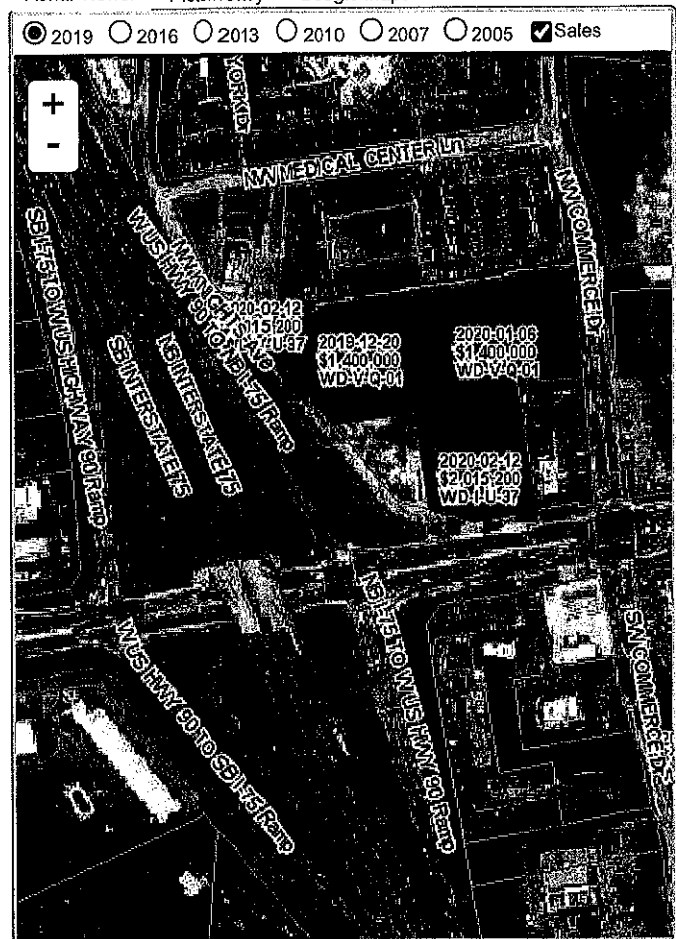 2019 2016 2013 2010 2007 2005 Sales
+
-
NW MEDICAL CENTER Ln
NW COMMERCE Dr
SB I-75 TO W US HIGHWAY 90 Ramp
W US HWY 90 TO NB I-75 Ramp
SB INTERSTATE 75
NB INTERSTATE 75
2019-12-20
$1,400,000
WD-V-Q-01
2020-01-06
$1,400,000
WD-V-Q-01
2020-02-12
$2,015,200
WD-I-U-37
NB I-75 TO W US HWY 90 Ramp
W US HWY 90 TO SB I-75 Ramp
SW COMMERCE Dr